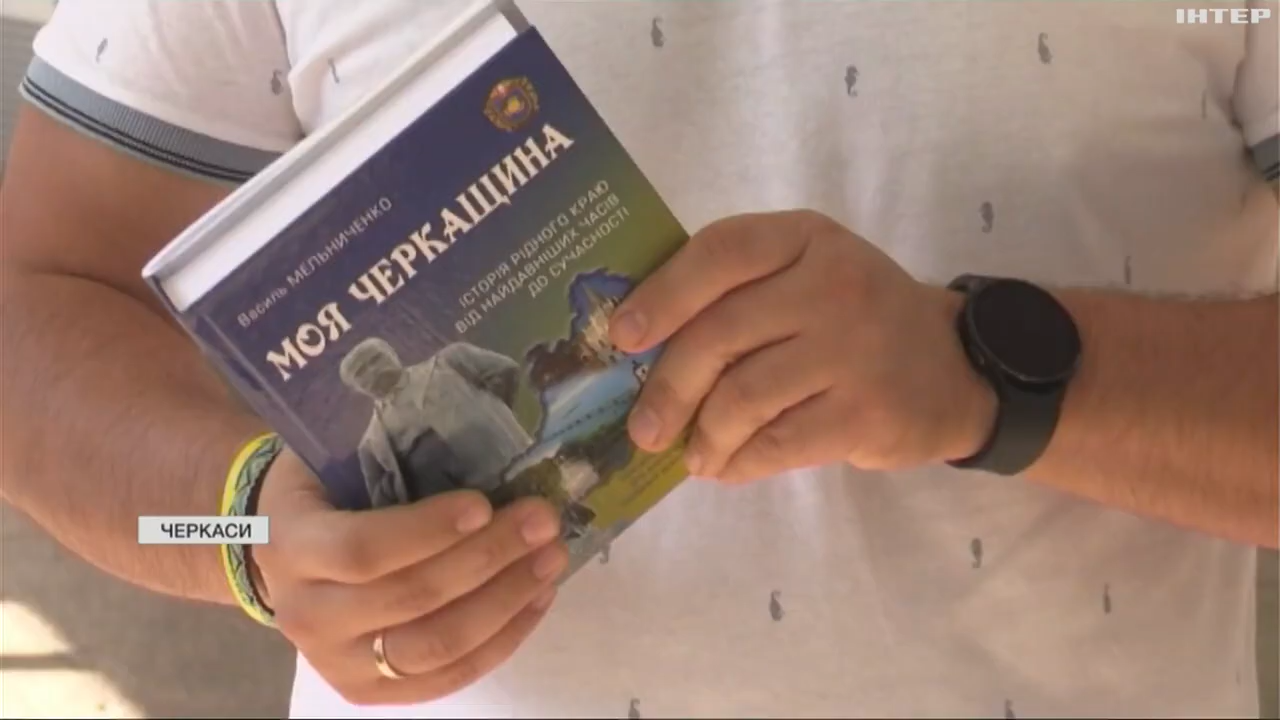 ІНТЕР
Василь МЕЛЬНИЧЕНКО
МОЯ ЧЕРКАЩИНА
ІСТОРІЯ РІДНОГО КРАЮ
ВІД НАЙДАВНІШИХ ЧАСІВ
ДО СУЧАСНОСТІ
ЧЕРКАСИ